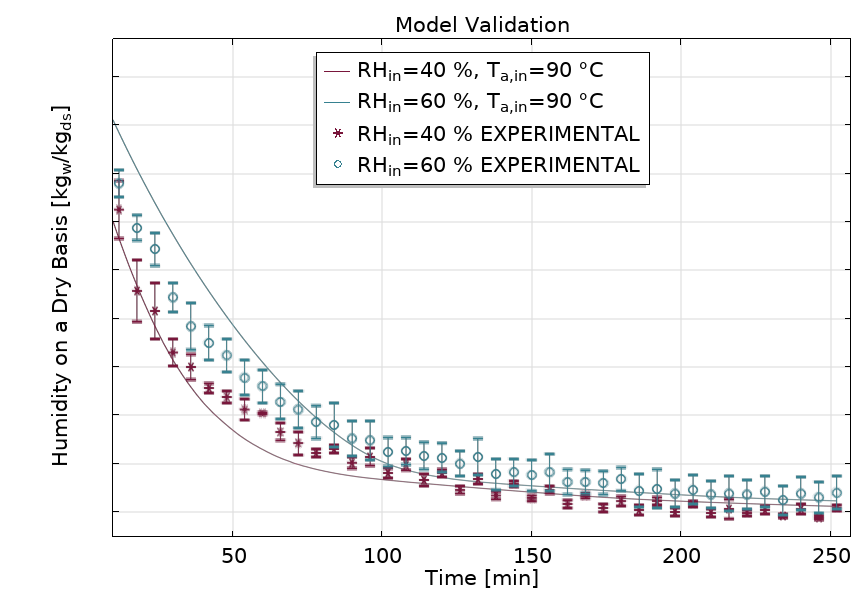 Model Validation
RHin=40 %, Ta,in=90 °C
RHin=60 %, Ta,in=90 °C
RHin=40 % EXPERIMENTAL
RHin=60 % EXPERIMENTAL
Humidity on a Dry Basis [kgw/kgds]
50 100 150 200 250
Time [min]